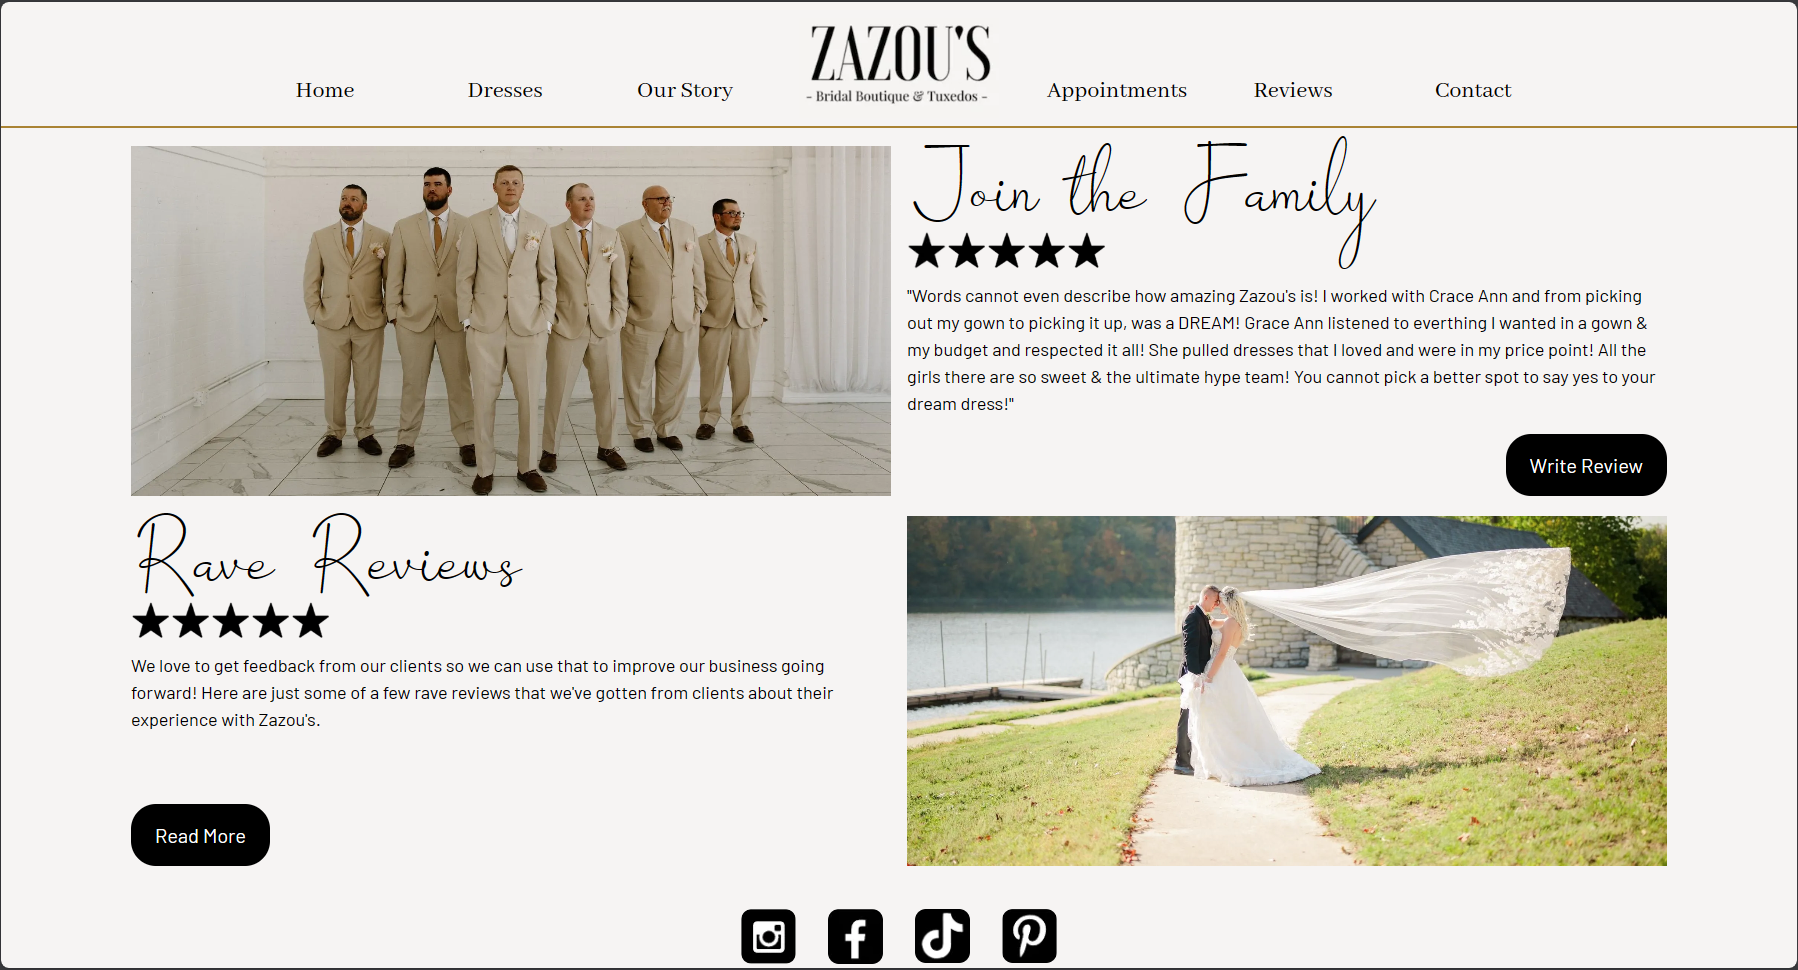 ZAZOU'S
- Bridal Boutique & Tuxedos -
Home Dresses Our Story Appointments Reviews Contact
Join the Family
"Words cannot even describe how amazing Zazou's is! I worked with Crace Ann and from picking
out my gown to picking it up, was a DREAM! Grace Ann listened to everthing I wanted in a gown &
my budget and respected it all! She pulled dresses that I loved and were in my price point! All the
girls there are so sweet & the ultimate hype team! You cannot pick a better spot to say yes to your
dream dress!"
Write Review
Rave Reviews
We love to get feedback from our clients so we can use that to improve our business going
forward! Here are just some of a few rave reviews that we've gotten from clients about their
experience with Zazou's.
Read More